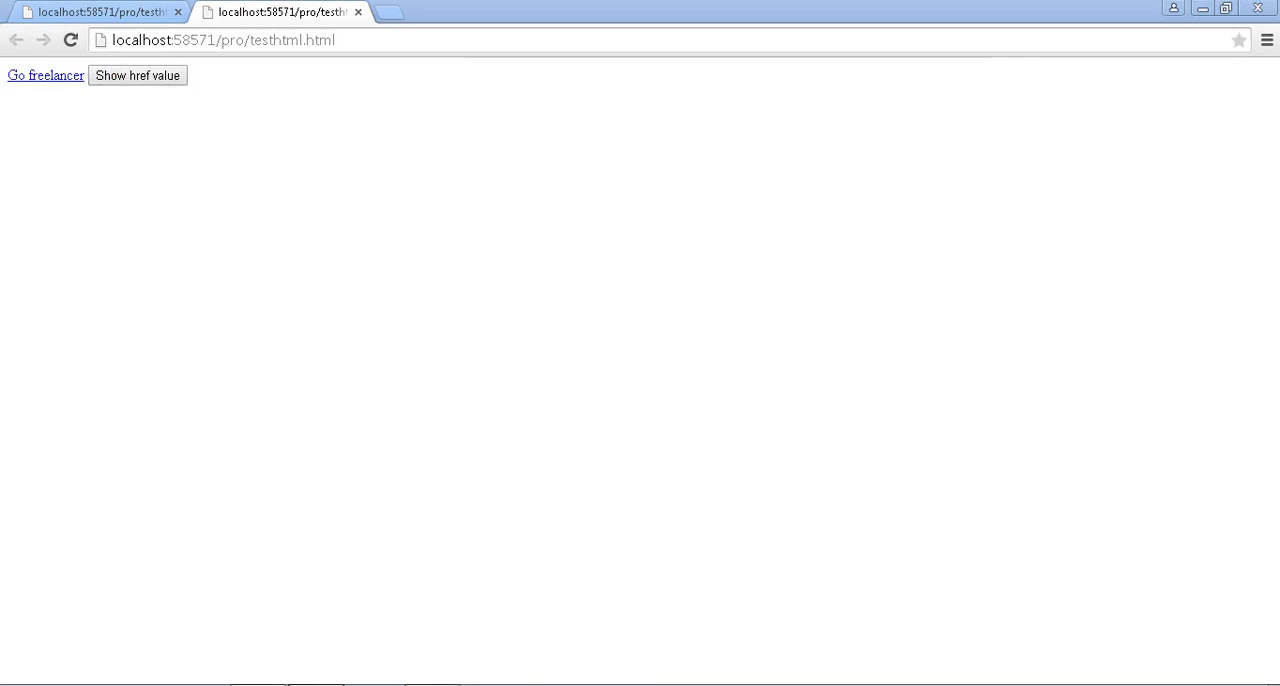 localhost:58571/pro/testh localhost:58571/pro/testh
localhost:58571/pro/testhtml.html
Go freelancer Show href value